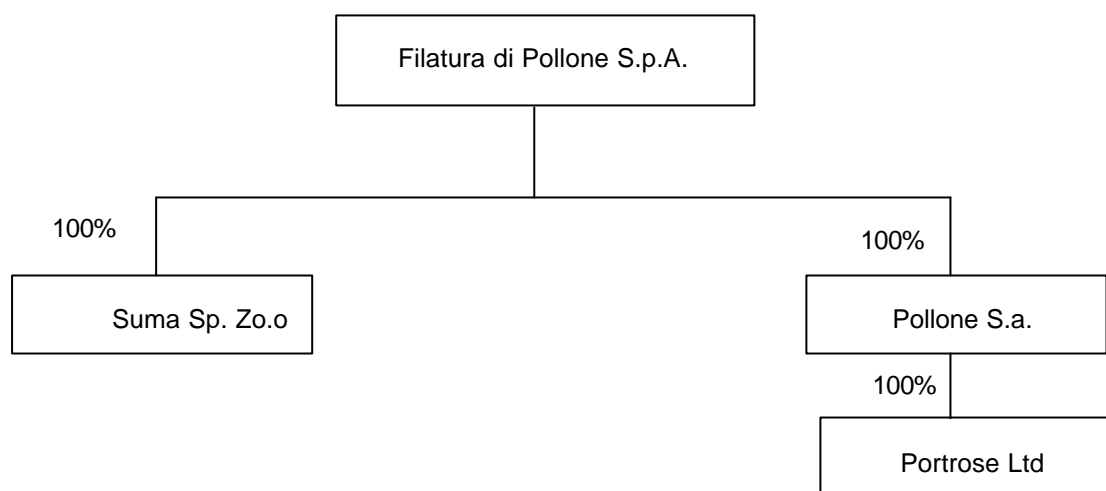 Filatura di Pollone S.p.A.
100%
100%
Suma Sp. Zo.o
Pollone S.a.
100%
Portrose Ltd